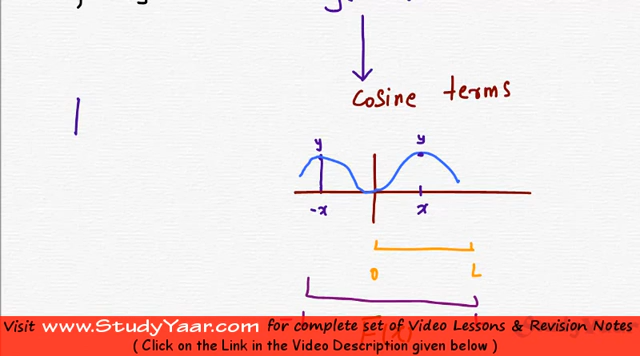 Cosine terms
y y
-x x
0 L
Visit www.StudyYaar.com for complete set of Video Lessons & Revision Notes
( Click on the Link in the Video Description given below )